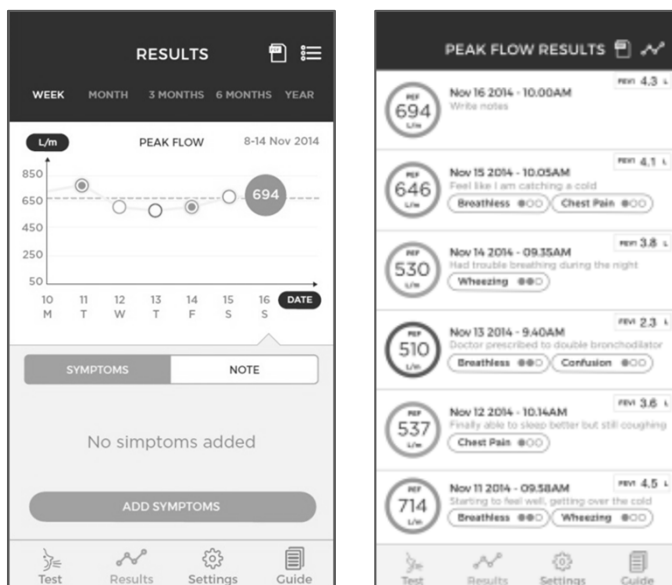 RESULTS
WEEK MONTH 3 MONTHS 6 MONTHS YEAR
L/m PEAK FLOW 8-14 Nov 2014
850
650
450
250
50
694
10 11 12 13 14 15 16 DATE
M T W T F S S
SYMPTOMS NOTE
No simptoms added
ADD SYMPTOMS
Test Results Settings Guide
PEAK FLOW RESULTS
PEF 694 L/m
Nov 16 2014 - 10.00AM
Write notes
FEV1 4.3 L
PEF 646 L/m
Nov 15 2014 - 10.05AM
Feel like I am catching a cold
Breathless Chest Pain
FEV1 4.1 L
PEF 530 L/m
Nov 14 2014 - 09.35AM
Had trouble breathing during the night
Wheezing
FEV1 3.8 L
PEF 510 L/m
Nov 13 2014 - 9.40AM
Doctor prescribed to double bronchodilator
Breathless Confusion
FEV1 2.3 L
PEF 537 L/m
Nov 12 2014 - 10.14AM
Finally able to sleep better but still coughing
Chest Pain
FEV1 3.6 L
PEF 714 L/m
Nov 11 2014 - 09.58AM
Starting to feel well, getting over the cold
Breathless Wheezing
FEV1 4.5 L
Test Results Settings Guide